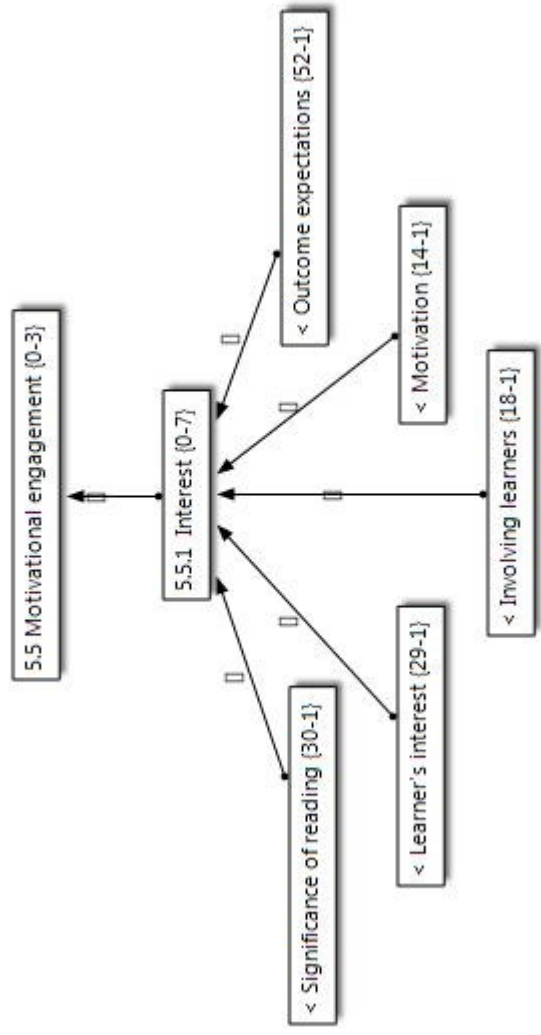 5.5 Motivational engagement {0-3}
5.5.1 Interest {0-7}
< Significance of reading {30-1}
< Outcome expectations {52-1}
< Learner's interest {29-1}
< Motivation {14-1}
< Involving learners {18-1}